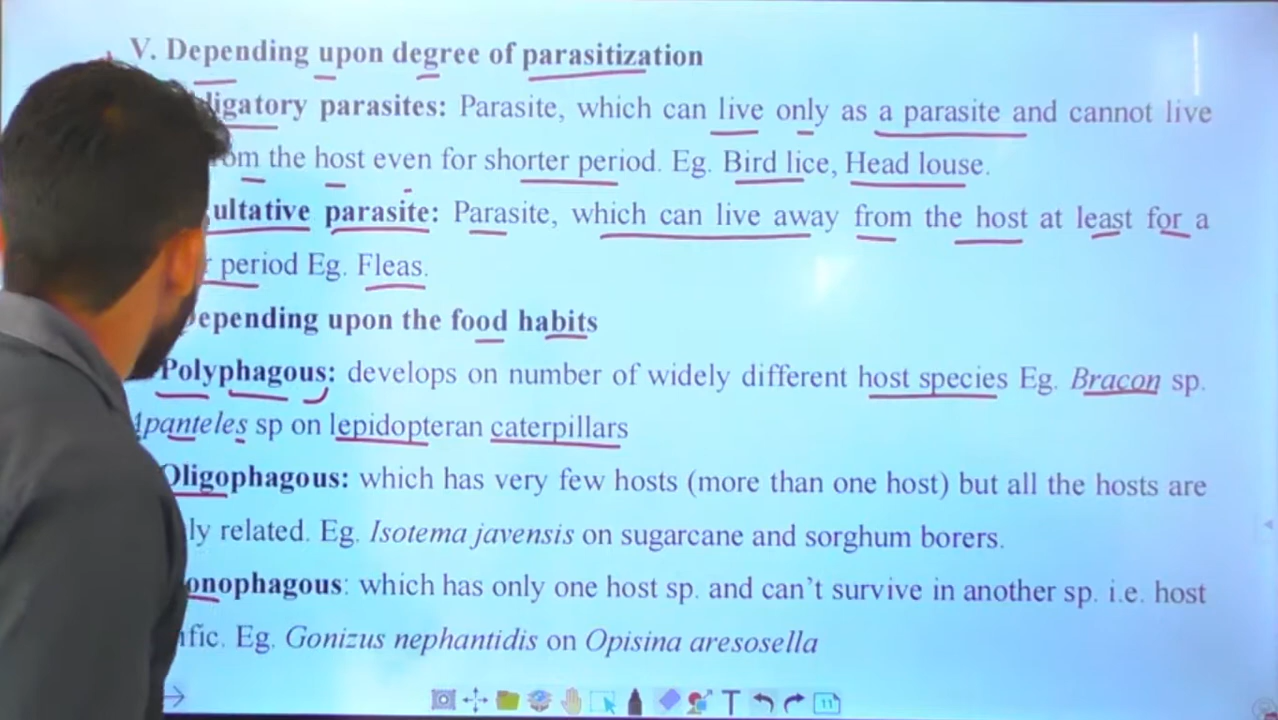 V. Depending upon degree of parasitization
ligatory parasites: Parasite, which can live only as a parasite and cannot live
om the host even for shorter period. Eg. Bird lice, Head louse.
ultative parasite: Parasite, which can live away from the host at least for a
r period Eg. Fleas.
epending upon the food habits
Polyphagous: develops on number of widely different host species Eg. Bracon sp.
Apanteles sp on lepidopteran caterpillars
Oligophagous: which has very few hosts (more than one host) but all the hosts are
ly related. Eg. Isotema javensis on sugarcane and sorghum borers.
onophagous: which has only one host sp. and can't survive in another sp. i.e. host
ific. Eg. Gonizus nephantidis on Opisina aresosella
T 11